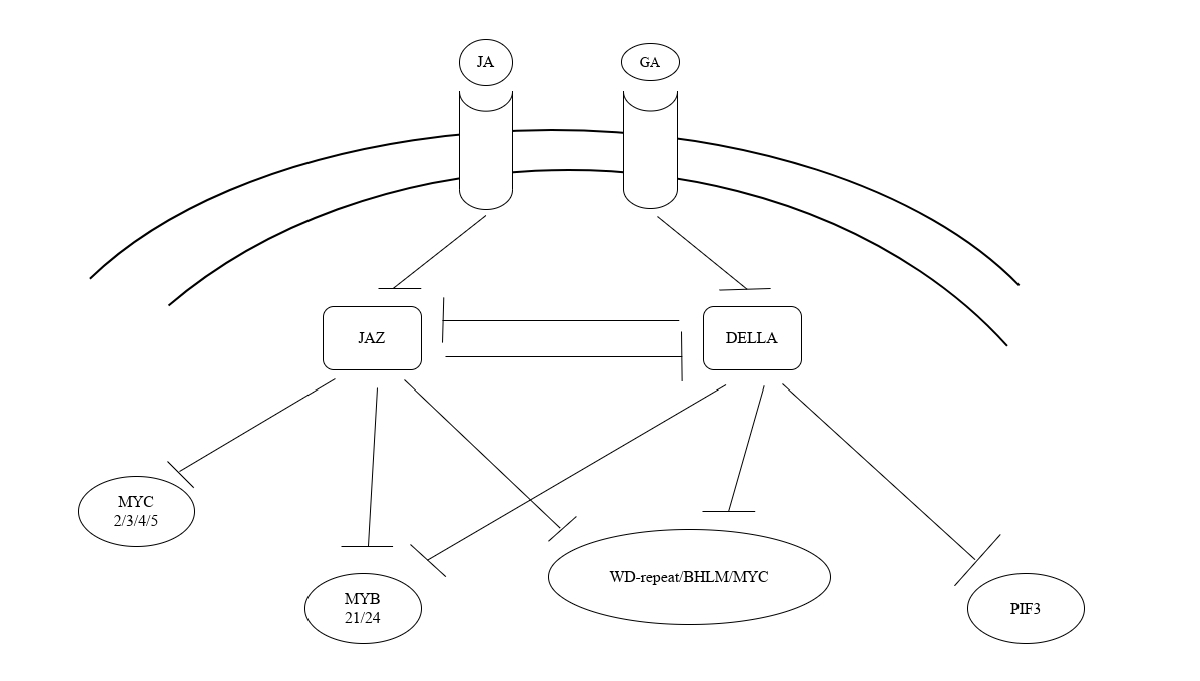 JA
GA
JAZ
DELLA
MYC
2/3/4/5
WD-repeat/BHLM/MYC
MYB
21/24
PIF3